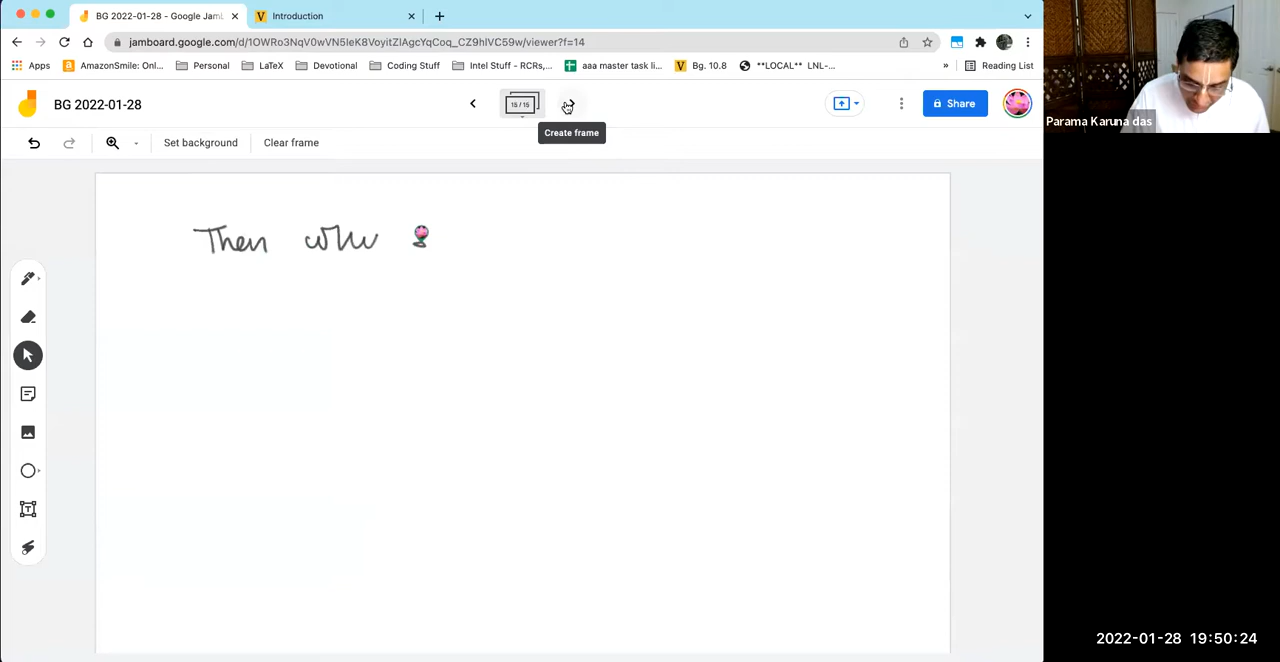 BG 2022-01-28 - Google Jam
Introduction
jamboard.google.com/d/1OWRo3NqV0wVN5leK8VoyitZlAgcYqCoq_CZ9hlVC59w/viewer?f=14
Apps AmazonSmile: Onl... Personal LaTeX Devotional Coding Stuff Intel Stuff - RCRs,... aaa master task li... Bg. 10.8 **LOCAL** LNL-... » Reading List
BG 2022-01-28
15 / 15
Share
Create frame
Set background Clear frame
Parama Karuna das
Then
2022-01-28 19:50:24